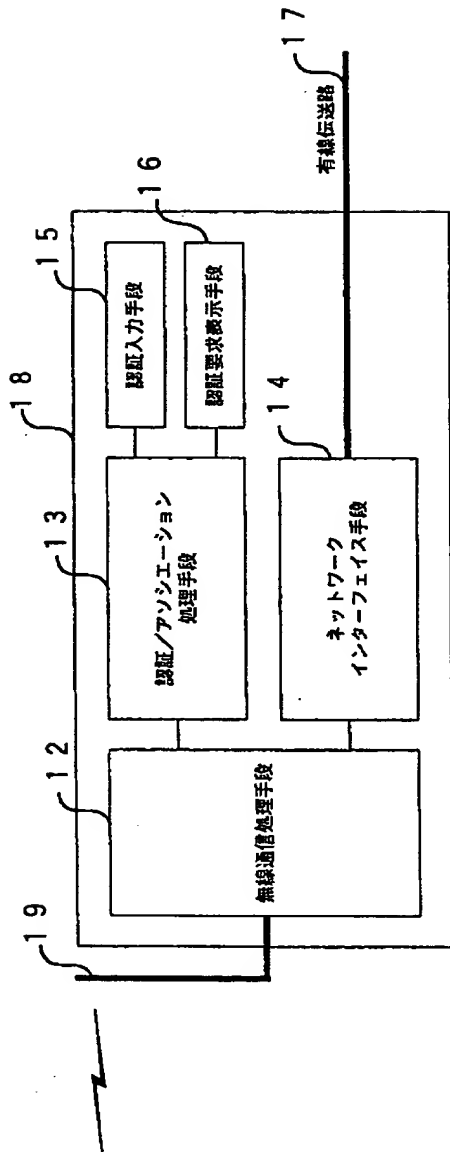 19
12
無線通信処理手段
13
認証/アソシエーション
処理手段
18
15
認証入力手段
16
認証要求表示手段
14
ネットワーク
インターフェイス手段
17
有線伝送路